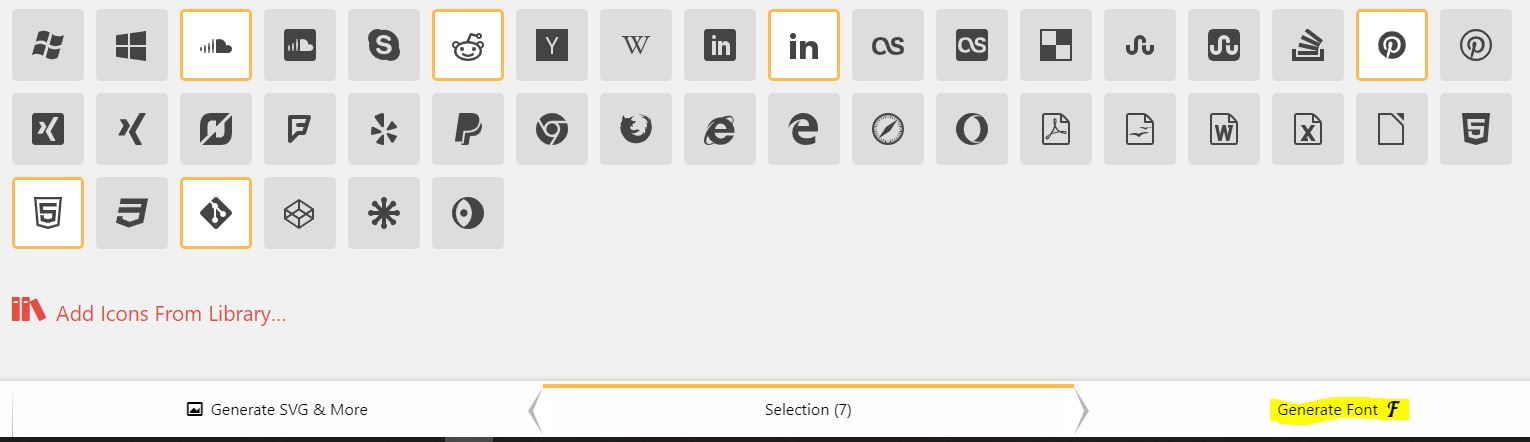 Add Icons From Library...
Generate SVG & More
Selection (7)
Generate Font